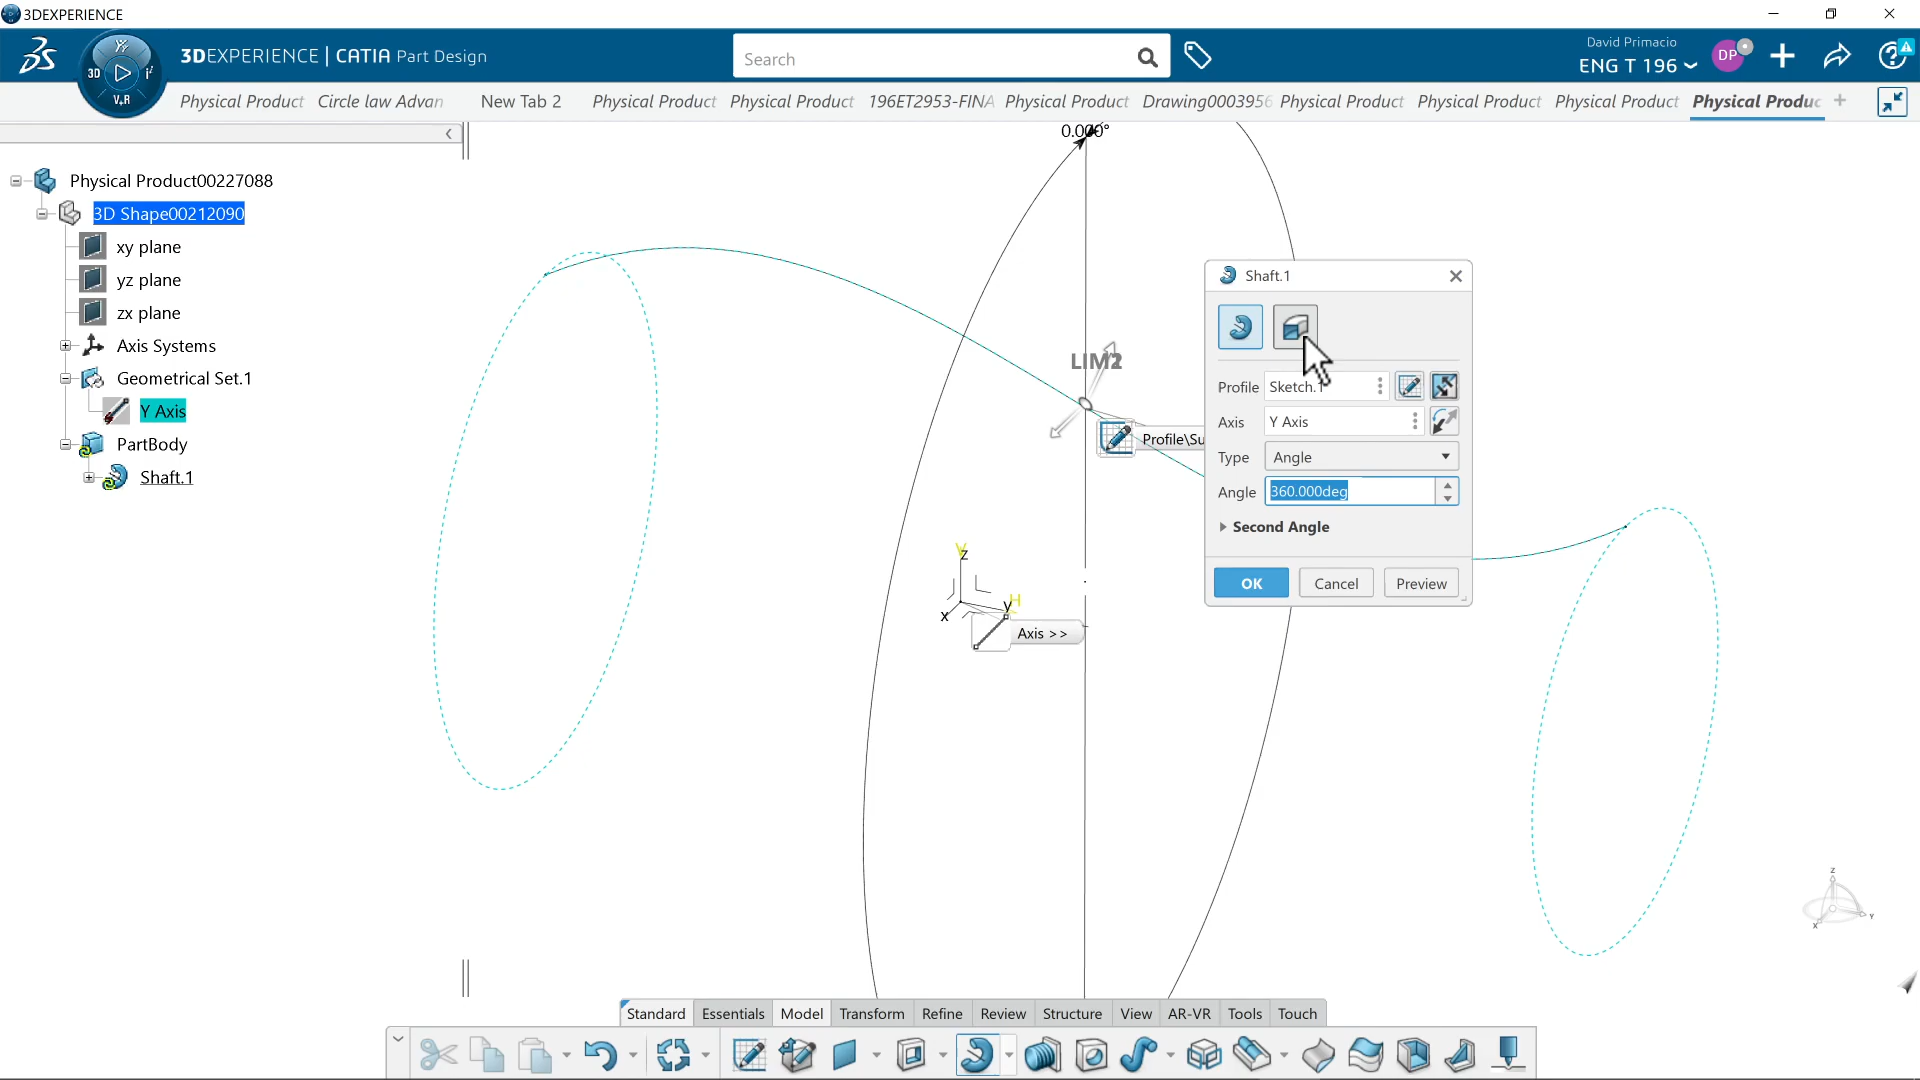 3DEXPERIENCE
3DEXPERIENCE | CATIA Part Design
3D
V+R
Search
David Primacio
ENG T 196
DP
Physical Product
Circle law Advan
New Tab 2
Physical Product
Physical Product
196ET2953-FINA
Physical Product
Drawing0003956
Physical Product
Physical Product
Physical Product
Physical Produc
Physical Product00227088
3D Shape00212090
xy plane
yz plane
zx plane
Axis Systems
Geometrical Set.1
Y Axis
PartBody
Shaft.1
0.000°
Profile\Su
z
x
y
H
Axis >>
Shaft.1
Profile Sketch.1
Axis Y Axis
Type Angle
Angle 360.000deg
Second Angle
OK Cancel Preview
z
x
y
Standard Essentials Model Transform Refine Review Structure View AR-VR Tools Touch